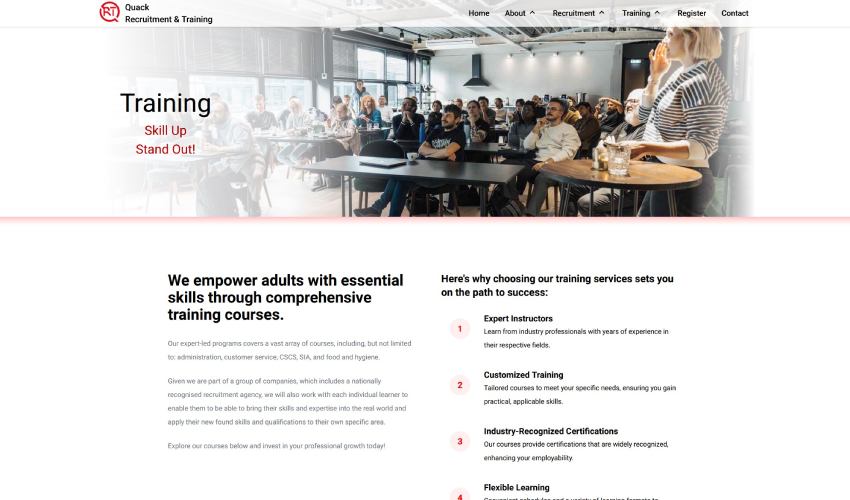 RT
Quack
Recruitment & Training
Home About Recruitment Training Register Contact
Training
Skill Up
Stand Out!
We empower adults with essential
skills through comprehensive
training courses.
Our expert-led programs covers a vast array of courses, including, but not limited
to: administration, customer service, CSCS, SIA, and food and hygiene.
Given we are part of a group of companies, which includes a nationally
recognised recruitment agency, we will also work with each individual learner to
enable them to be able to bring their skills and expertise into the real world and
apply their new found skills and qualifications to their own specific area.
Explore our courses below and invest in your professional growth today!
Here's why choosing our training services sets you
on the path to success:
1
Expert Instructors
Learn from industry professionals with years of experience in
their respective fields.
2
Customized Training
Tailored courses to meet your specific needs, ensuring you gain
practical, applicable skills.
3
Industry-Recognized Certifications
Our courses provide certifications that are widely recognized,
enhancing your employability.
4
Flexible Learning